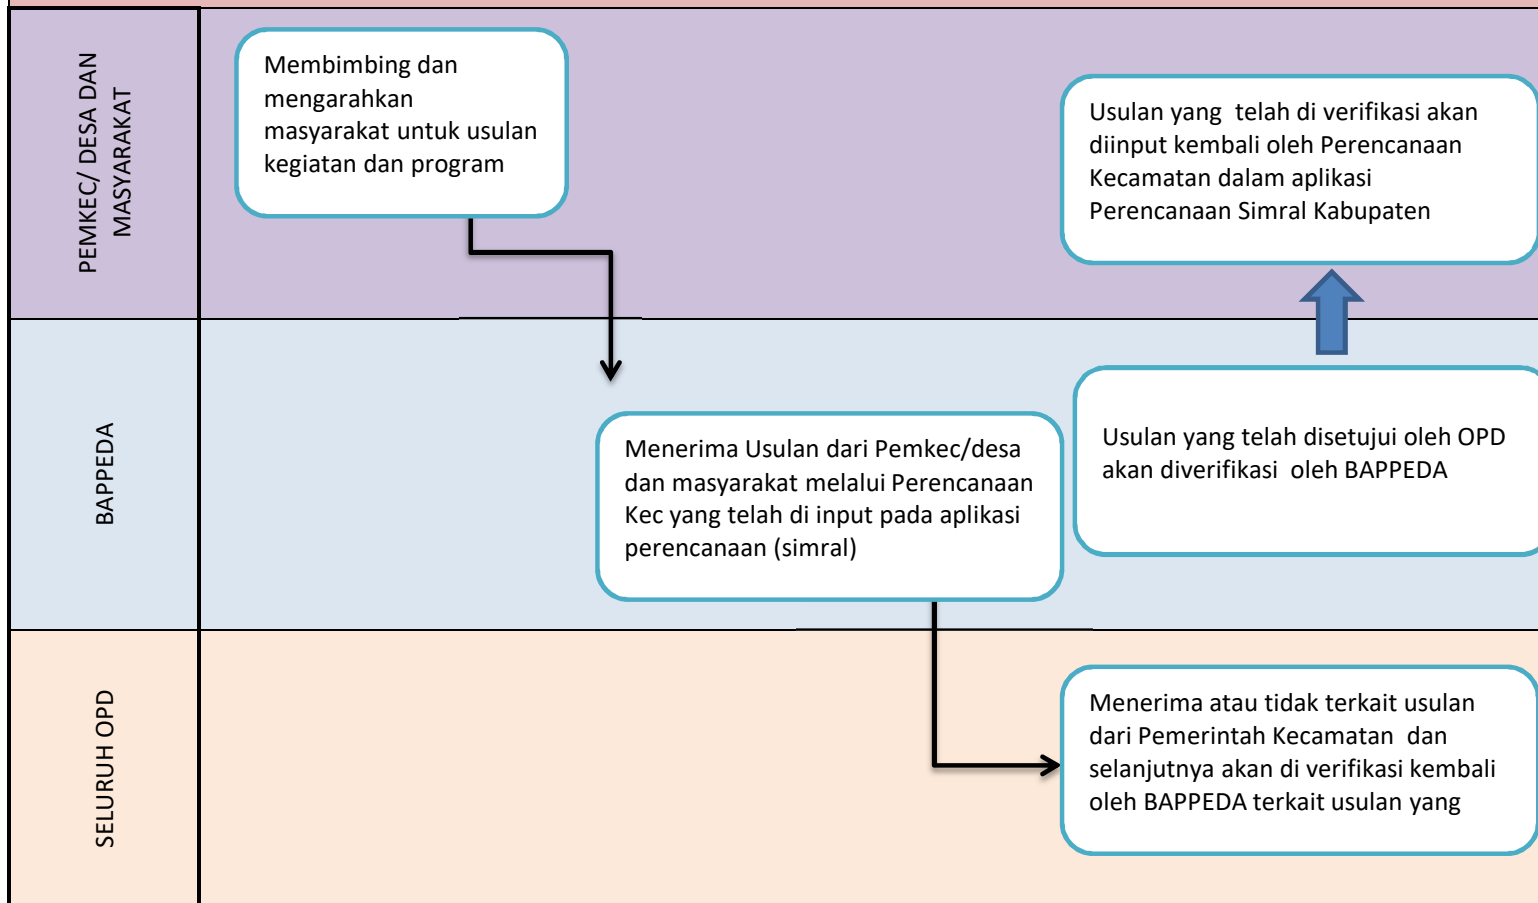 PEMKEC/ DESA DAN
MASYARAKAT
Membimbing dan
mengarahkan
masyarakat untuk usulan
kegiatan dan program
Usulan yang telah di verifikasi akan
diinput kembali oleh Perencanaan
Kecamatan dalam aplikasi
Perencanaan Simral Kabupaten
BAPPEDA
Menerima Usulan dari Pemkec/desa
dan masyarakat melalui Perencanaan
Kec yang telah di input pada aplikasi
perencanaan (simral)
Usulan yang telah disetujui oleh OPD
akan diverifikasi oleh BAPPEDA
SELURUH OPD
Menerima atau tidak terkait usulan
dari Pemerintah Kecamatan dan
selanjutnya akan di verifikasi kembali
oleh BAPPEDA terkait usulan yang